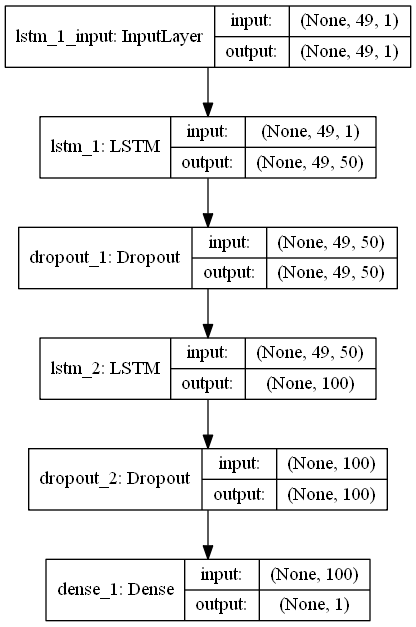 lstm_1_input: InputLayer
input: (None, 49, 1)
output: (None, 49, 1)
lstm_1: LSTM
input: (None, 49, 1)
output: (None, 49, 50)
dropout_1: Dropout
input: (None, 49, 50)
output: (None, 49, 50)
lstm_2: LSTM
input: (None, 49, 50)
output: (None, 100)
dropout_2: Dropout
input: (None, 100)
output: (None, 100)
dense_1: Dense
input: (None, 100)
output: (None, 1)